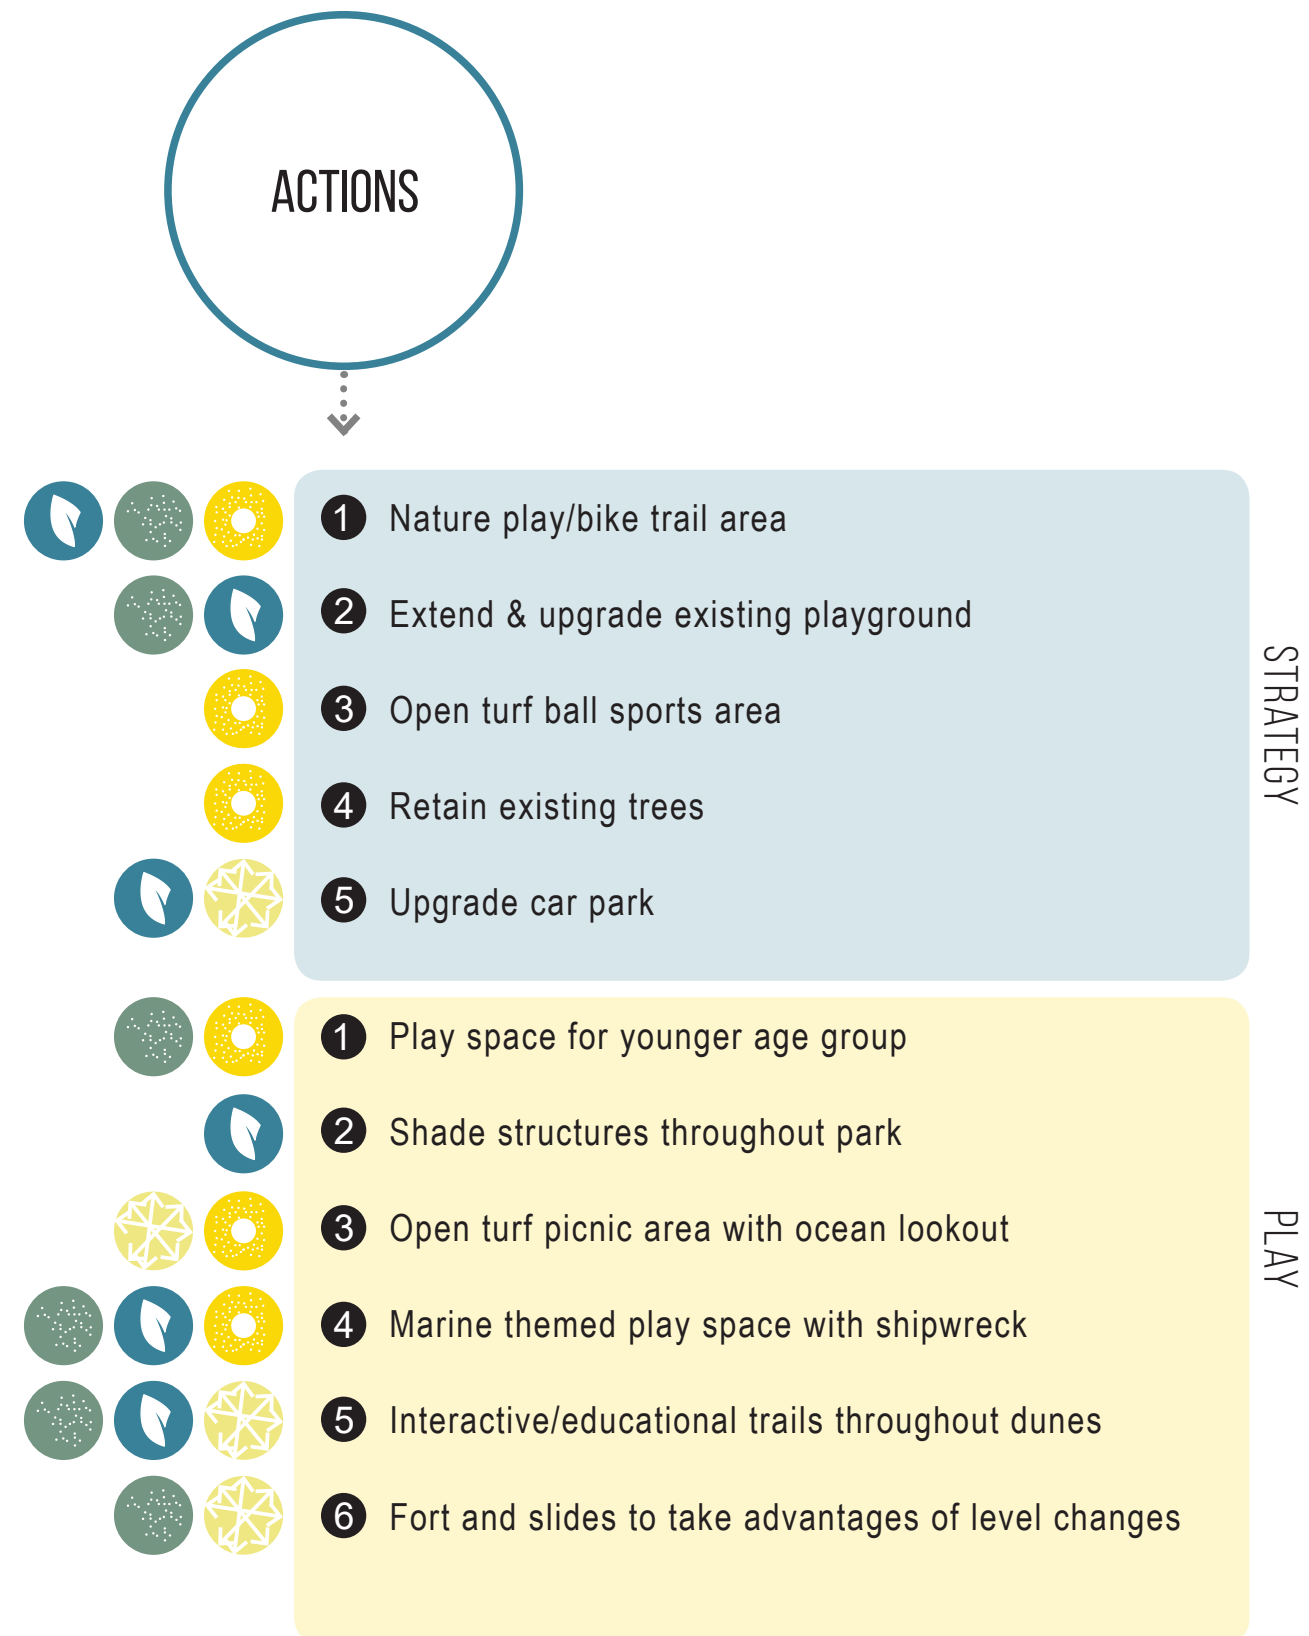 ACTIONS
1 Nature play/bike trail area
2 Extend & upgrade existing playground
3 Open turf ball sports area
4 Retain existing trees
5 Upgrade car park
STRATEGY
1 Play space for younger age group
2 Shade structures throughout park
3 Open turf picnic area with ocean lookout
4 Marine themed play space with shipwreck
5 Interactive/educational trails throughout dunes
6 Fort and slides to take advantages of level changes
PLAY